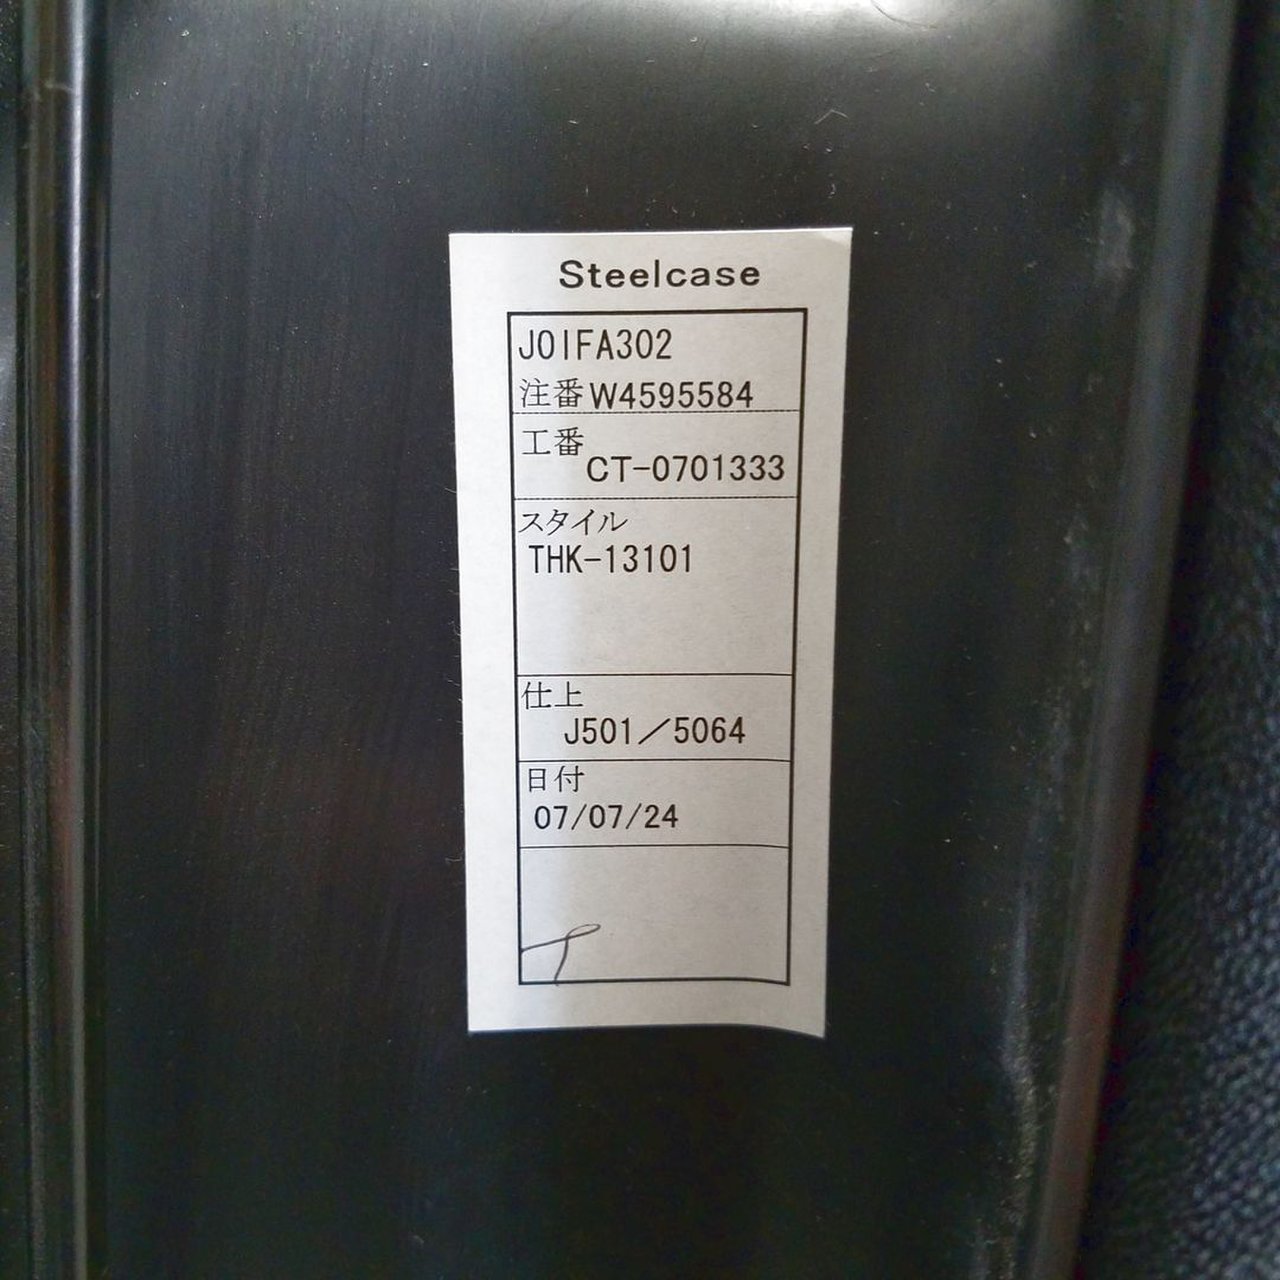 Steelcase
J01FA302
注番W4595584
工番
CT-0701333
スタイル
THK-13101
仕上
J501／5064
日付
07/07/24